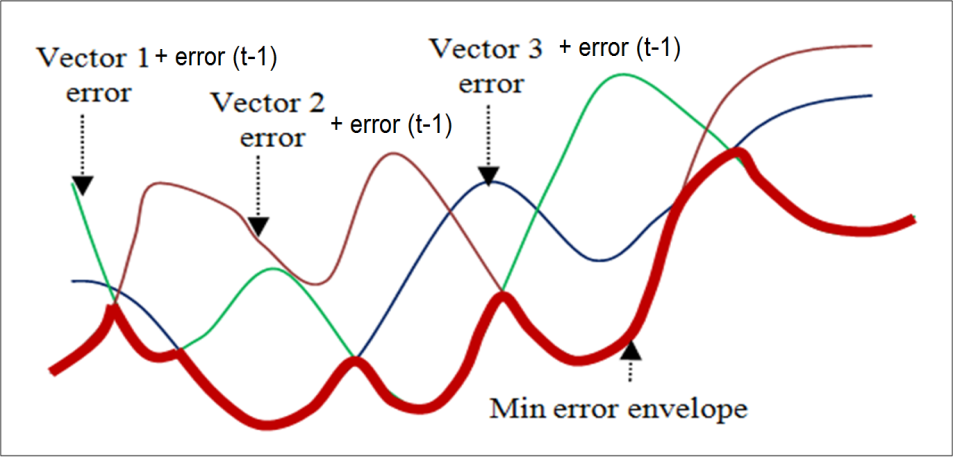 Vector 1 + error (t-1)
error
Vector 2
error + error (t-1)
Vector 3 + error (t-1)
error
Min error envelope